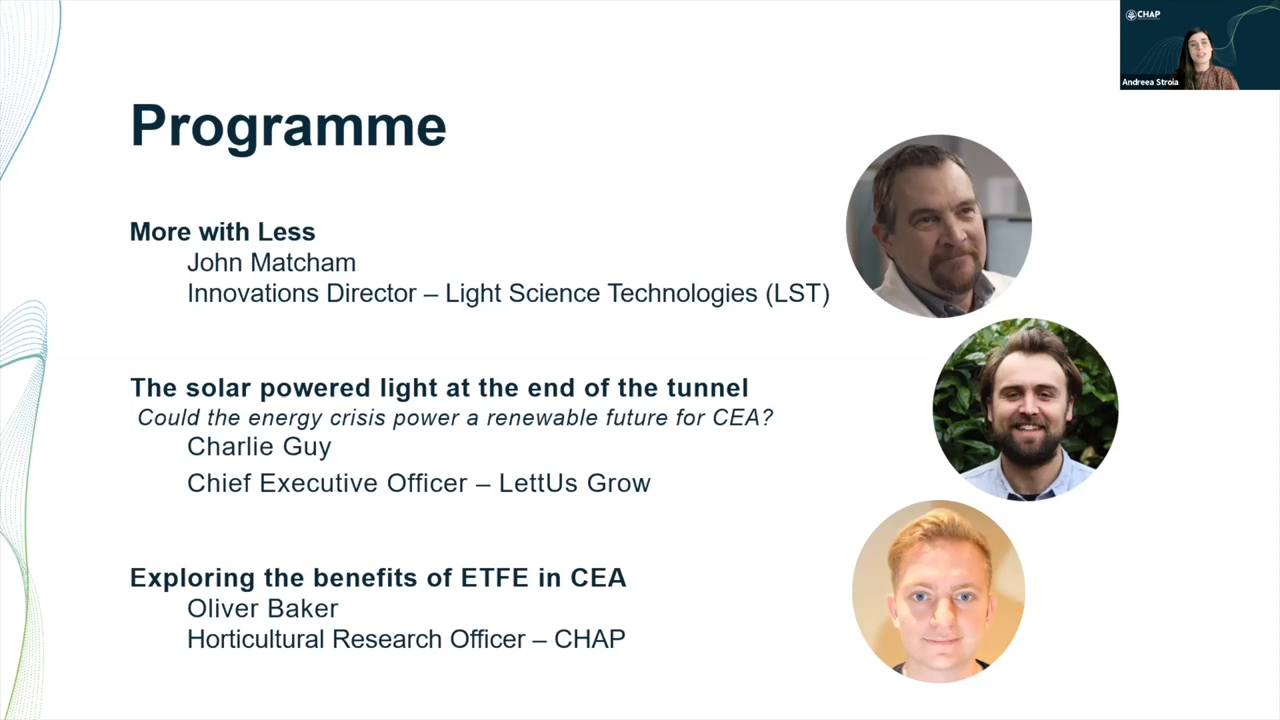 CHAP
Andreea Stroia
Programme
More with Less
John Matcham
Innovations Director – Light Science Technologies (LST)
The solar powered light at the end of the tunnel
Could the energy crisis power a renewable future for CEA?
Charlie Guy
Chief Executive Officer – LettUs Grow
Exploring the benefits of ETFE in CEA
Oliver Baker
Horticultural Research Officer – CHAP